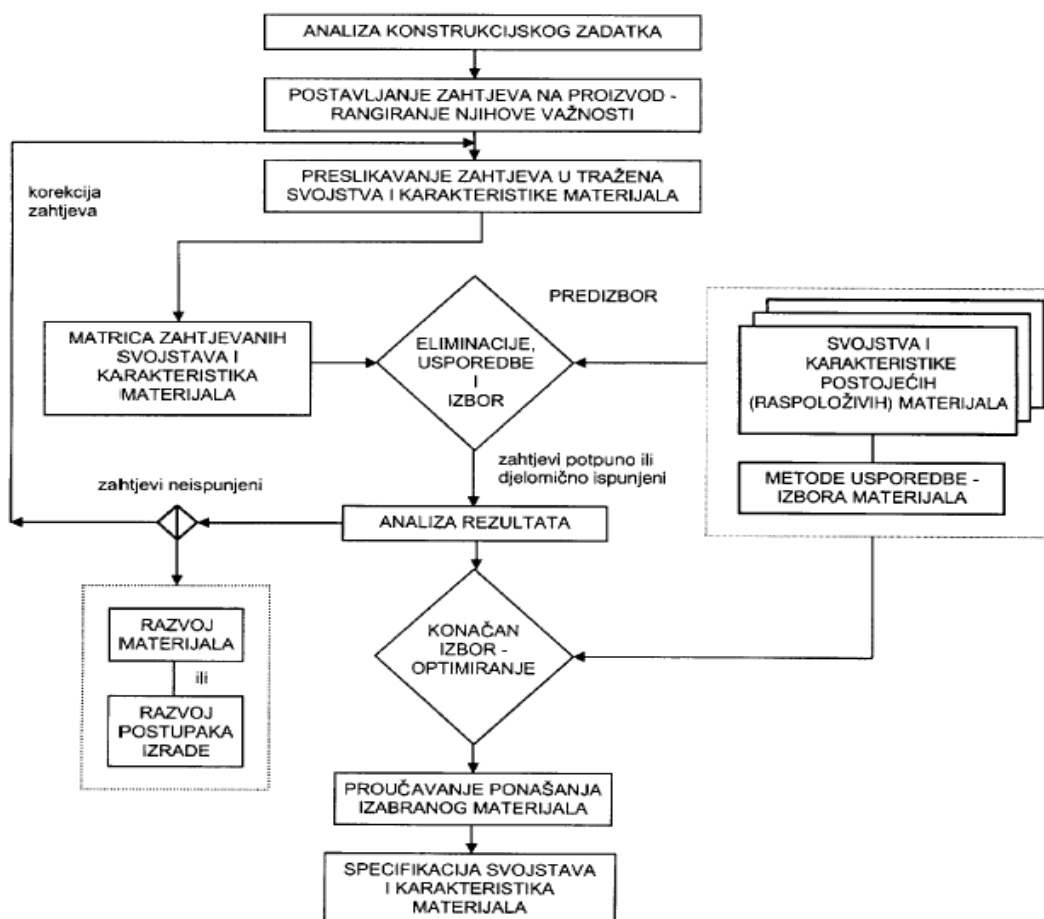 ANALIZA KONSTRUKCIJSKOG ZADATKA
POSTAVLJANJE ZAHTJEVA NA PROIZVOD -
RANGIRANJE NJIHOVE VAŽNOSTI
PRESLIKAVANJE ZAHTJEVA U TRAŽENA
SVOJSTVA I KARAKTERISTIKE MATERIJALA
korekcija
zahtjeva
PREDIZBOR
MATRICA ZAHTJEVANIH
SVOJSTAVA I
KARAKTERISTIKA
MATERIJALA
ELIMINACIJE,
USPOREDBE
I
IZBOR
SVOJSTVA I
KARAKTERISTIKE
POSTOJEĆIH
(RASPOLOŽIVIH) MATERIJALA
METODE USPOREDBE -
IZBORA MATERIJALA
zahtjevi potpuno ili
djelomično ispunjeni
zahtjevi neispunjeni
ANALIZA REZULTATA
RAZVOJ
MATERIJALA
ili
RAZVOJ
POSTUPAKA
IZRADE
KONAČAN
IZBOR -
OPTIMIRANJE
PROUČAVANJE PONAŠANJA
IZABRANOG MATERIJALA
SPECIFIKACIJA SVOJSTAVA
I KARAKTERISTIKA
MATERIJALA